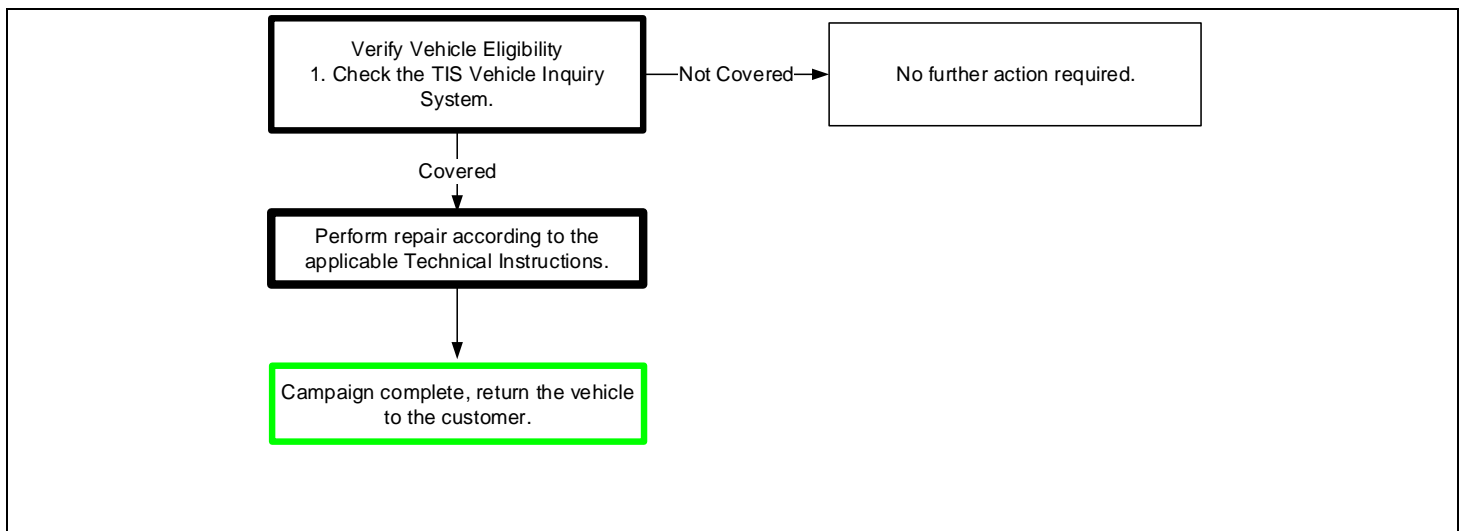 Verify Vehicle Eligibility
1. Check the TIS Vehicle Inquiry
System.
Not Covered
No further action required.
Covered
Perform repair according to the
applicable Technical Instructions.
Campaign complete, return the vehicle
to the customer.